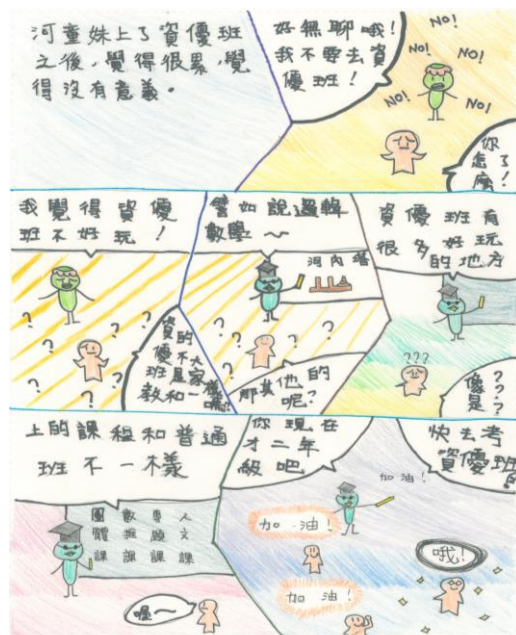 河童妹上了資優班
之後,覺得很累,覺
得沒有意義。
好無聊哦!
我不要去資
優班!
NO!
NO!
NO!
NO!
NO!
你
怎了
麼!
我覺得資優
班不好玩!
?
?
?
?
?
?
資優班教
的不是和
大家一
樣嗎?
譬如說邏輯
數學~
河內塔
?
?
?
?
那其他的
呢?
資優班有
很多好玩
的地方
???
像??
是??
上的課程和普通
班不一樣
團數專人
體推題文
課課課課
喔~
你現在
才二年
級吧
快去考
資優班
加油!
加油!
加油!
哦!